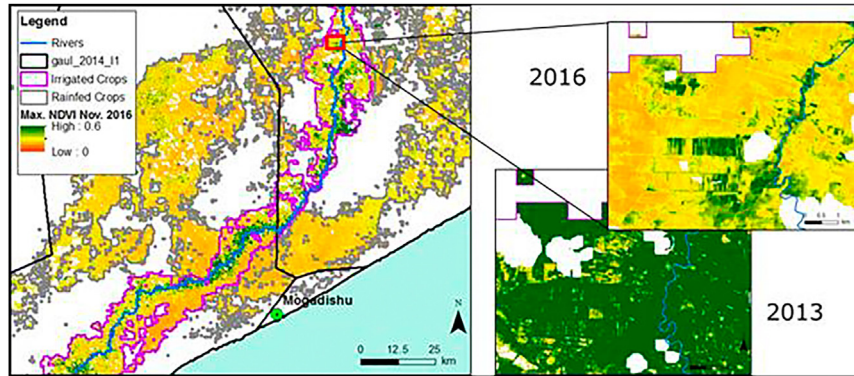 Legend
Rivers
gaul_2014_l1
Irrigated Crops
Rainfed Crops
Max. NDVI Nov. 2016
High : 0.6
Low : 0
Mogadishu
N
0 12.5 25
km
2016
2013